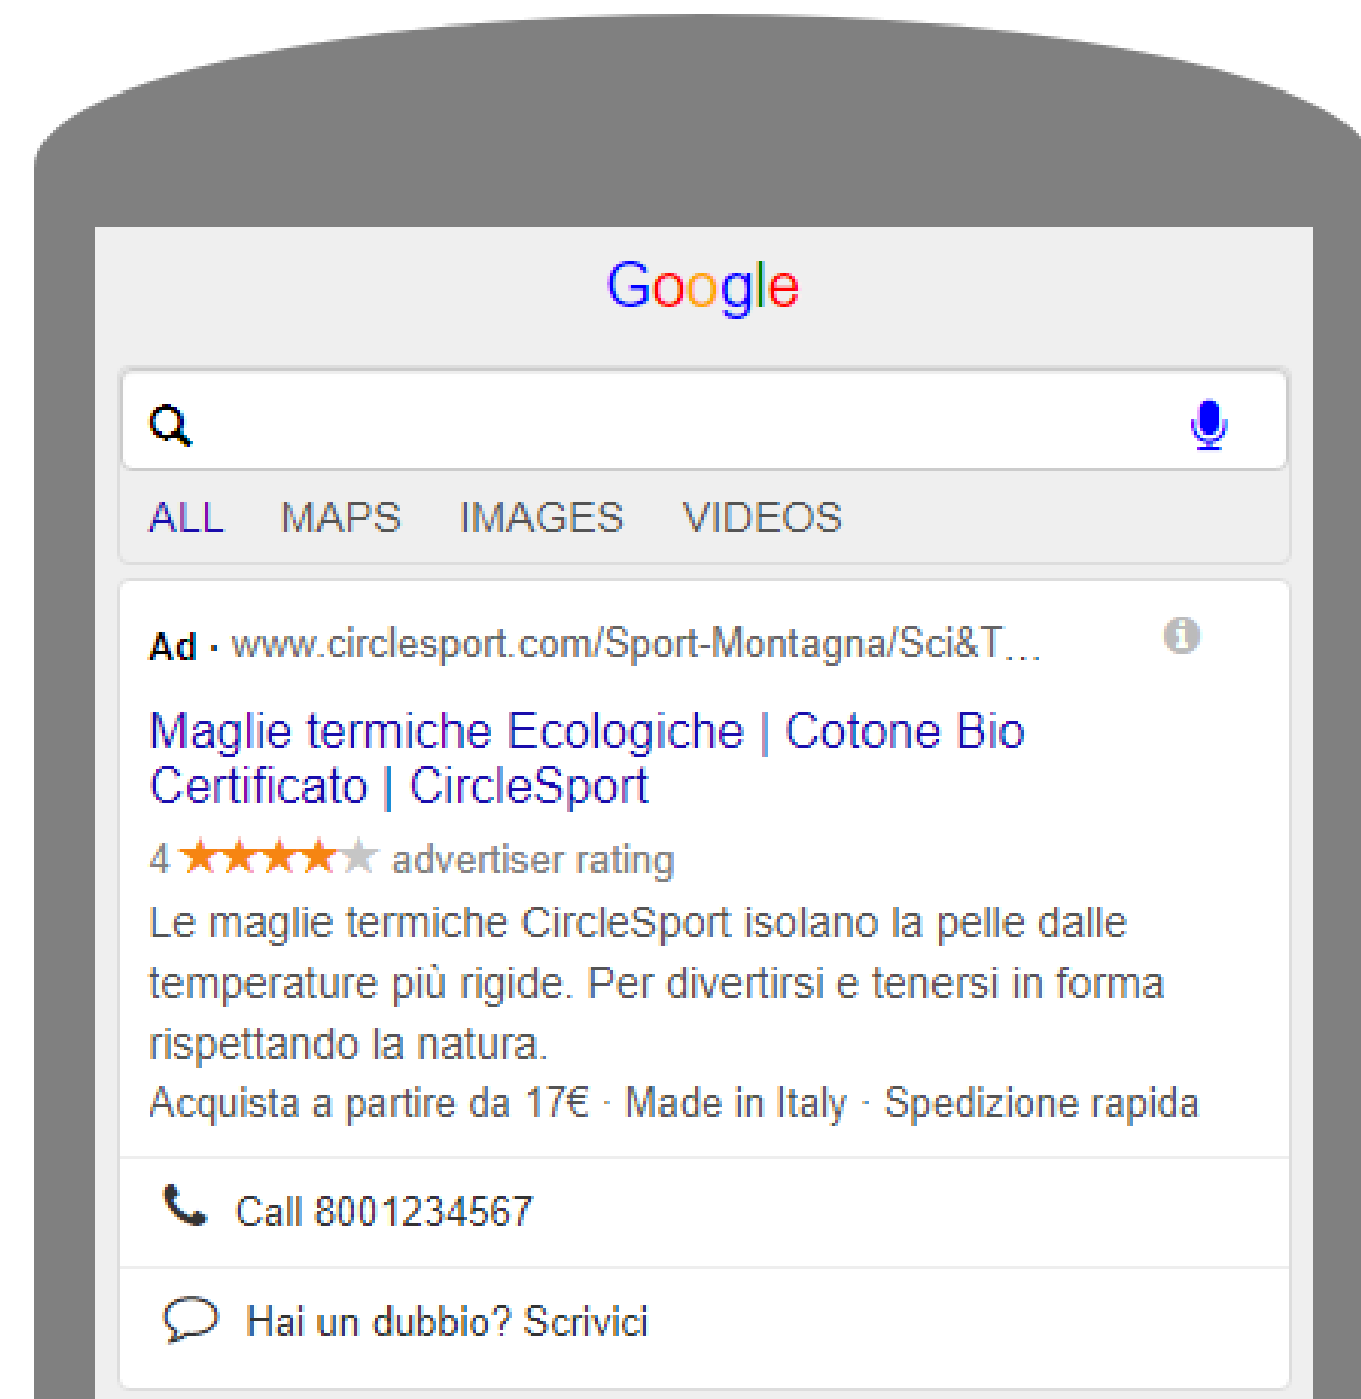 Google
ALL MAPS IMAGES VIDEOS
Ad · www.circlesport.com/Sport-Montagna/Sci&T...
Maglie termiche Ecologiche | Cotone Bio
Certificato | CircleSport
4 ★★★★★ advertiser rating
Le maglie termiche CircleSport isolano la pelle dalle
temperature più rigide. Per divertirsi e tenersi in forma
rispettando la natura.
Acquista a partire da 17€ · Made in Italy · Spedizione rapida
Call 8001234567
Hai un dubbio? Scrivici